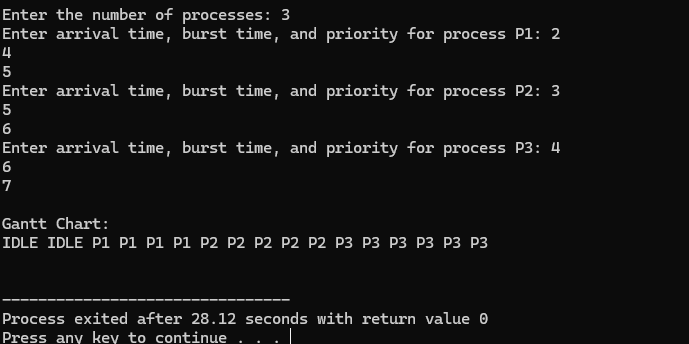 Enter the number of processes: 3
Enter arrival time, burst time, and priority for process P1: 2
4
5
Enter arrival time, burst time, and priority for process P2: 3
5
6
Enter arrival time, burst time, and priority for process P3: 4
6
7
Gantt Chart:
IDLE IDLE P1 P1 P1 P1 P2 P2 P2 P2 P2 P3 P3 P3 P3 P3 P3
--------------------------------
Process exited after 28.12 seconds with return value 0
Press any key to continue . . .